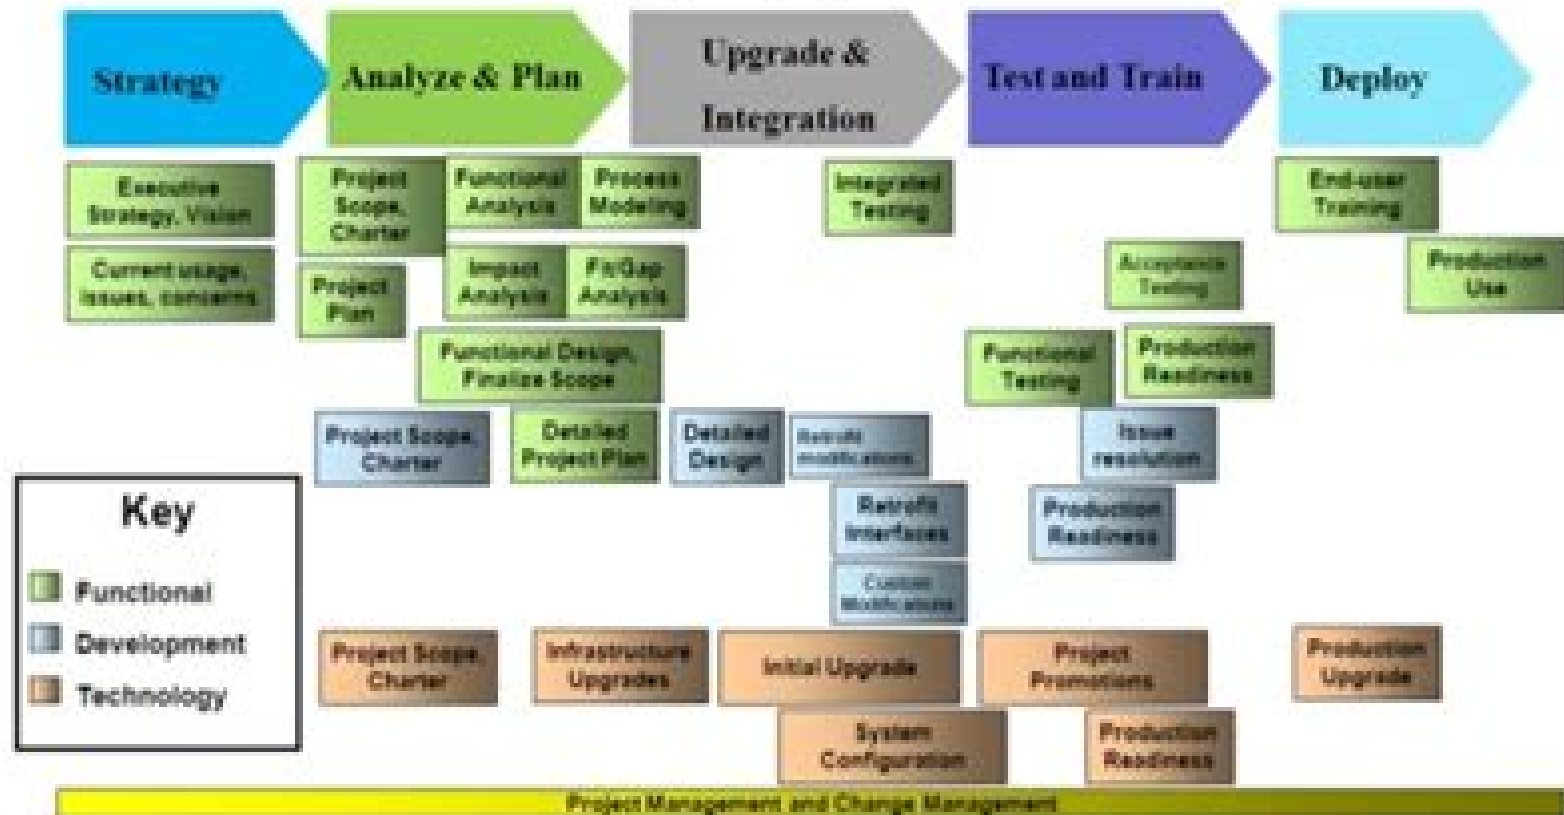 Strategy
Analyze & Plan
Upgrade &
Integration
Test and Train
Deploy
Executive
Strategy, Vision
Current usage,
issues, concerns
Project
Scope,
Charter
Functional
Analysis
Process
Modeling
Project
Plan
Impact
Analysis
Fit/Gap
Analysis
Functional Design,
Finalize Scope
Detailed
Project Plan
Integrated
Testing
Acceptance
Testing
Functional
Testing
Production
Readiness
End-user
Training
Production
Use
Project Scope,
Charter
Detailed
Design
Retrofit
modifications
Retrofit
Interfaces
Custom
Modifications
Issue
resolution
Production
Readiness
Key
Functional
Development
Technology
Project Scope,
Charter
Infrastructure
Upgrades
Initial Upgrade
System
Configuration
Project
Promotions
Production
Readiness
Production
Upgrade
Project Management and Change Management